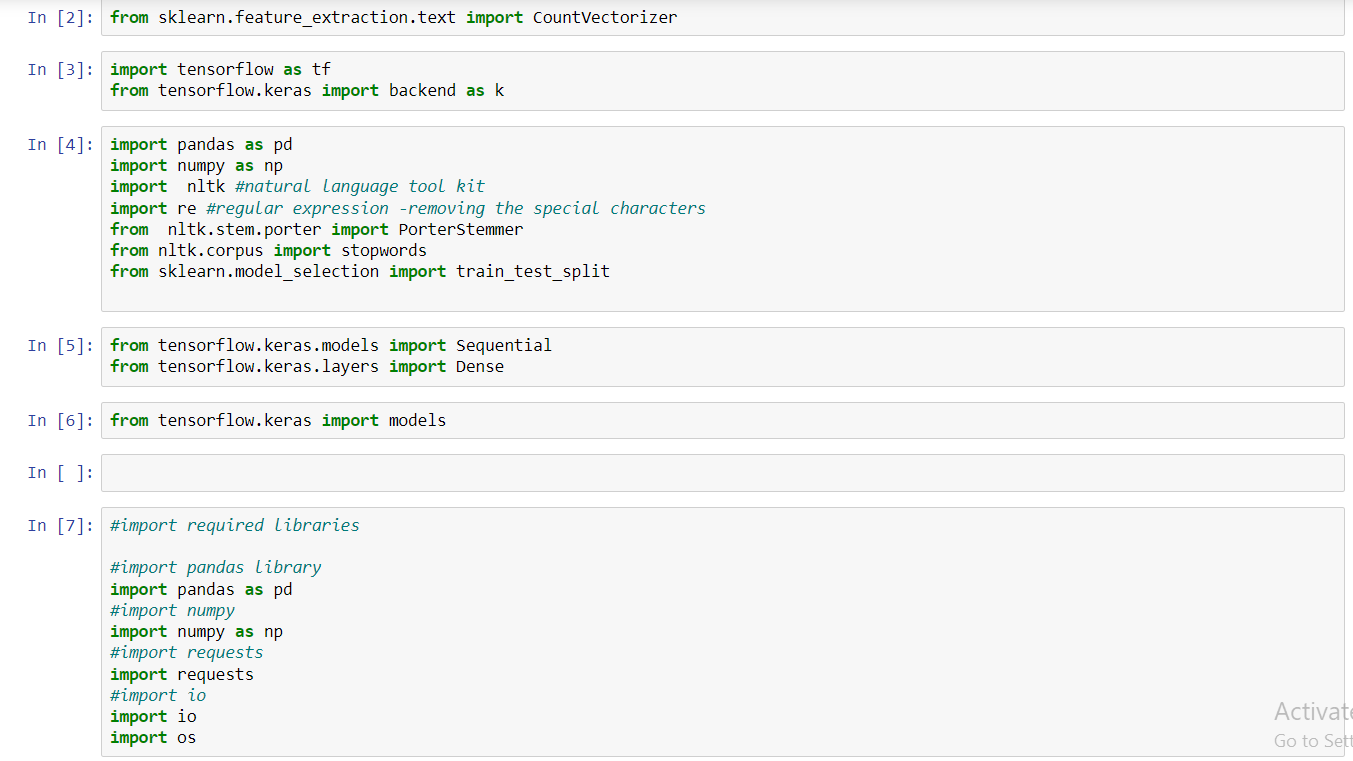 In [2]: from sklearn.feature_extraction.text import CountVectorizer
In [3]: import tensorflow as tf
from tensorflow.keras import backend as k
In [4]: import pandas as pd
import numpy as np
import  nltk #natural language tool kit
import re #regular expression -removing the special characters
from  nltk.stem.porter import PorterStemmer
from nltk.corpus import stopwords
from sklearn.model_selection import train_test_split
In [5]: from tensorflow.keras.models import Sequential
from tensorflow.keras.layers import Dense
In [6]: from tensorflow.keras import models
In [ ]:
In [7]: #import required libraries
#import pandas library
import pandas as pd
#import numpy
import numpy as np
#import requests
import requests
#import io
import io
import os
Activate
Go to Sett